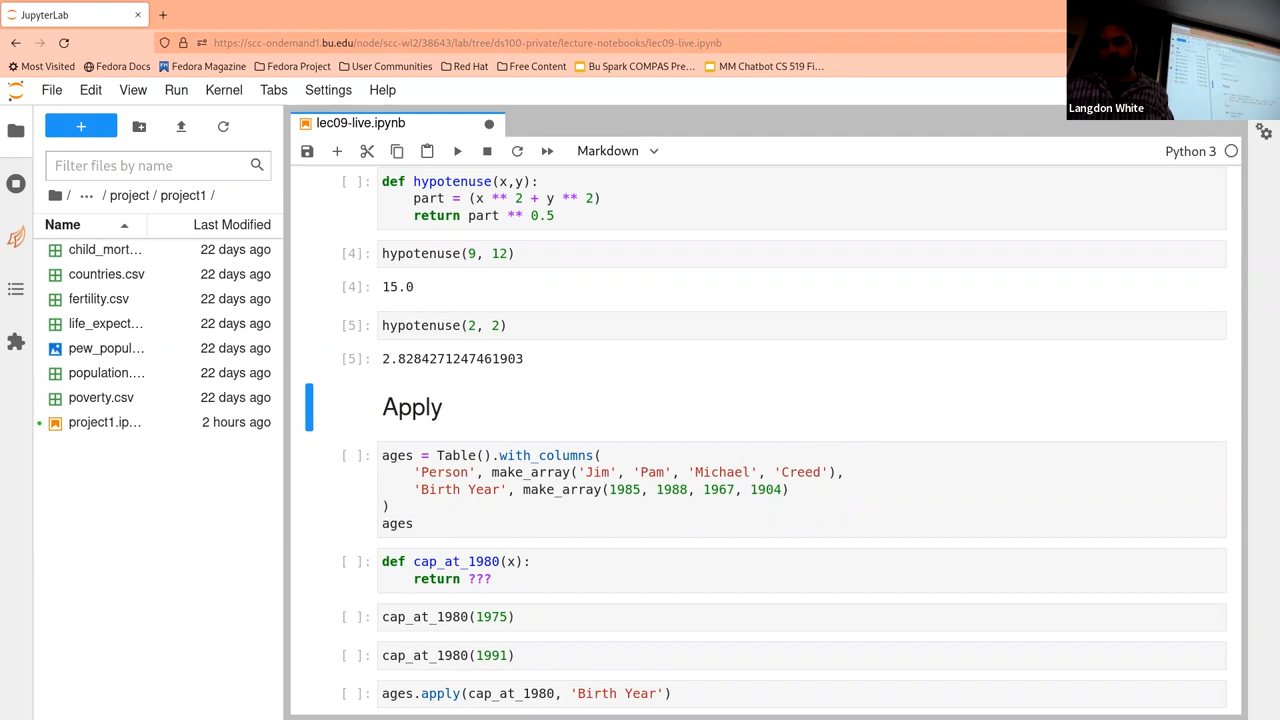 JupyterLab
https://scc-ondemand1.bu.edu/node/scc-wl2/38643/lab/tree/ds100-private/lecture-notebooks/lec09-live.ipynb
Most Visited Fedora Docs Fedora Magazine Fedora Project User Communities Red Hat Free Content Bu Spark COMPAS Pre... MM Chatbot CS 519 Fi...
Langdon White
File Edit View Run Kernel Tabs Settings Help
lec09-live.ipynb
Markdown
Python 3
Filter files by name
/ ... / project / project1 /
Name Last Modified
child_mort... 22 days ago
countries.csv 22 days ago
fertility.csv 22 days ago
life_expect... 22 days ago
pew_popul... 22 days ago
population.... 22 days ago
poverty.csv 22 days ago
project1.ip... 2 hours ago
[ ]: def hypotenuse(x,y):
part = (x ** 2 + y ** 2)
return part ** 0.5
[4]: hypotenuse(9, 12)
[4]: 15.0
[5]: hypotenuse(2, 2)
[5]: 2.8284271247461903
Apply
[ ]: ages = Table().with_columns(
'Person', make_array('Jim', 'Pam', 'Michael', 'Creed'),
'Birth Year', make_array(1985, 1988, 1967, 1904)
)
ages
[ ]: def cap_at_1980(x):
return ???
[ ]: cap_at_1980(1975)
[ ]: cap_at_1980(1991)
[ ]: ages.apply(cap_at_1980, 'Birth Year')